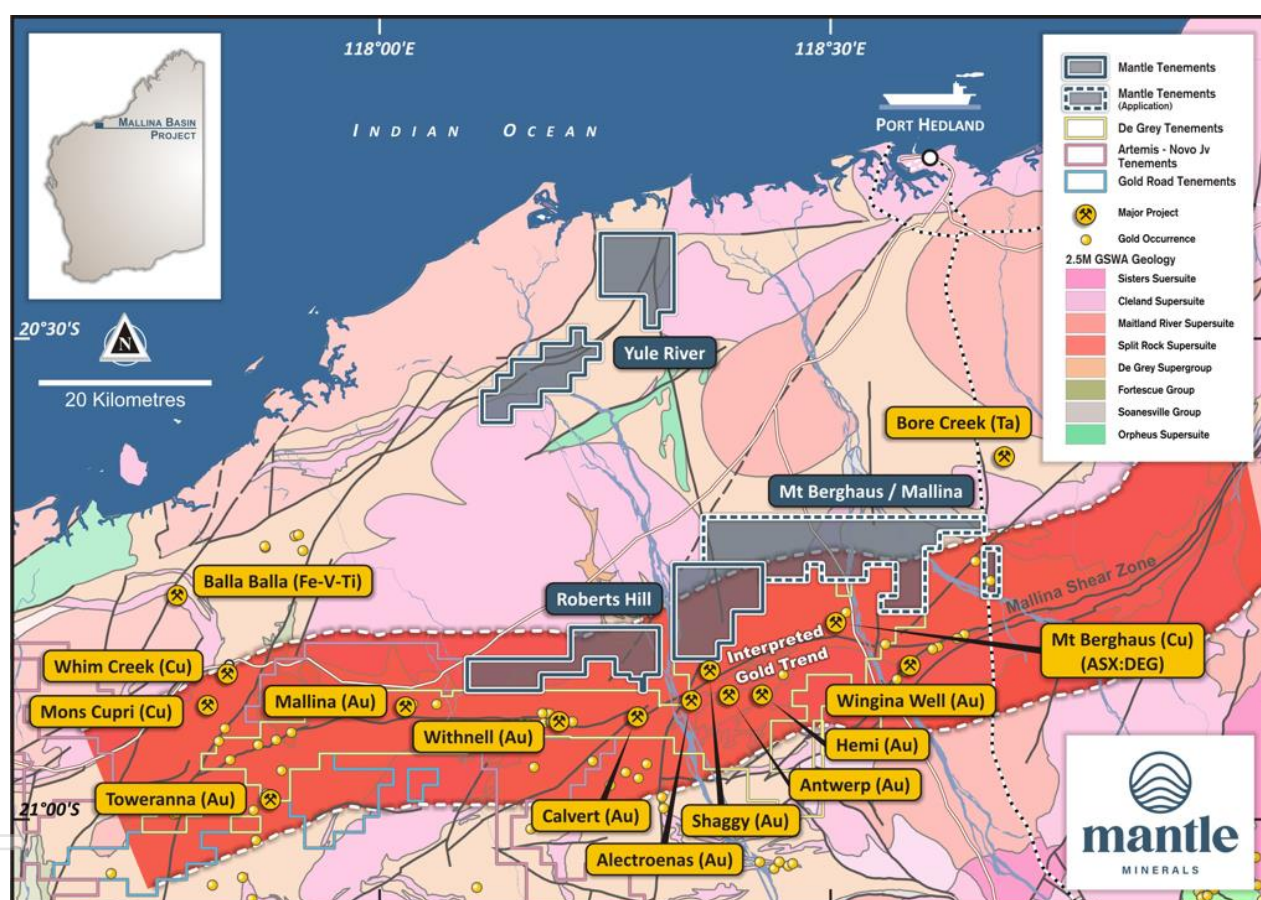 118°00'E
118°30'E
MALLINA BASIN
PROJECT
INDIAN OCEAN
PORT HEDLAND
Mantle Tenements
Mantle Tenements
(Application)
De Grey Tenements
Artemis - Novo Jv
Tenements
Gold Road Tenements
Major Project
Gold Occurrence
2.5M GSWA Geology
Sisters Suersuite
Cleland Supersuite
Maitland River Supersuite
Split Rock Supersuite
De Grey Supergroup
Fortescue Group
Soanesville Group
Orpheus Supersuite
20°30'S
N
20 Kilometres
Yule River
Bore Creek (Ta)
Mt Berghaus / Mallina
Balla Balla (Fe-V-Ti)
Roberts Hill
Mallina Shear Zone
Interpreted
Gold Trend
Mt Berghaus (Cu)
(ASX:DEG)
Whim Creek (Cu)
Mons Cupri (Cu)
Mallina (Au)
Withnell (Au)
Wingina Well (Au)
Hemi (Au)
Antwerp (Au)
Toweranna (Au)
Calvert (Au)
Shaggy (Au)
Alectroenas (Au)
21°00'S
mantle
MINERALS